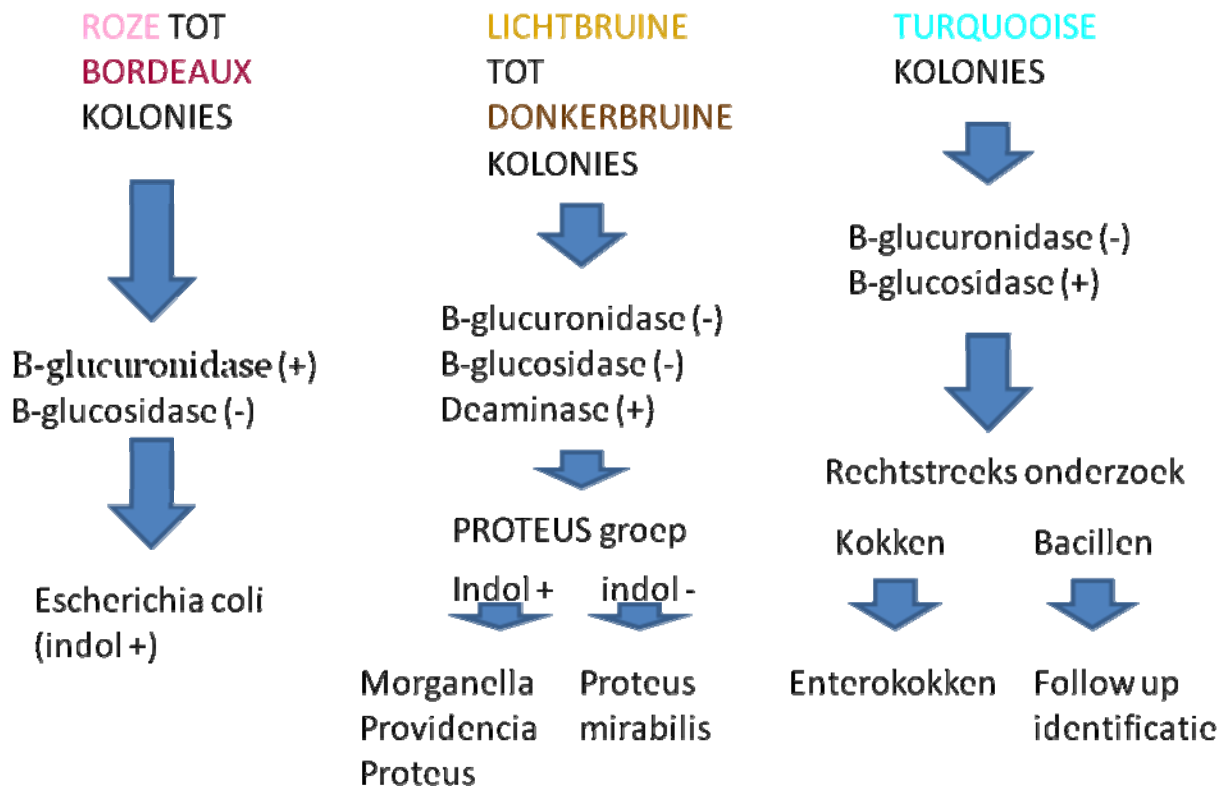 ROZE TOT
BORDEAUX
KOLONIES
B-glucuronidase (+)
B-glucosidase (-)
Escherichia coli
(indol +)
LICHTBRUINE
TOT
DONKERBRUINE
KOLONIES
B-glucuronidase (-)
B-glucosidase (-)
Deaminase (+)
PROTEUS groep
Indol +
indol -
Morganella
Providencia
Proteus
Proteus
mirabilis
TURQUOOISE
KOLONIES
B-glucuronidase (-)
B-glucosidase (+)
Rechtstreeks onderzoek
Kokken
Bacillen
Enterokokken
Follow up
identificatie